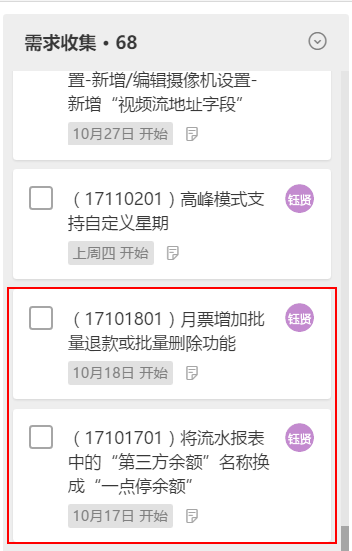 需求收集 • 68
置-新增/编辑摄像机设置-
新增“视频流地址字段”
10月27日 开始
（17110201）高峰模式支
持自定义星期
钰贤
上周四 开始
（17101801）月票增加批
量退款或批量删除功能
钰贤
10月18日 开始
（17101701）将流水报表
中的“第三方余额”名称换
成“一点停余额”
钰贤
10月17日 开始